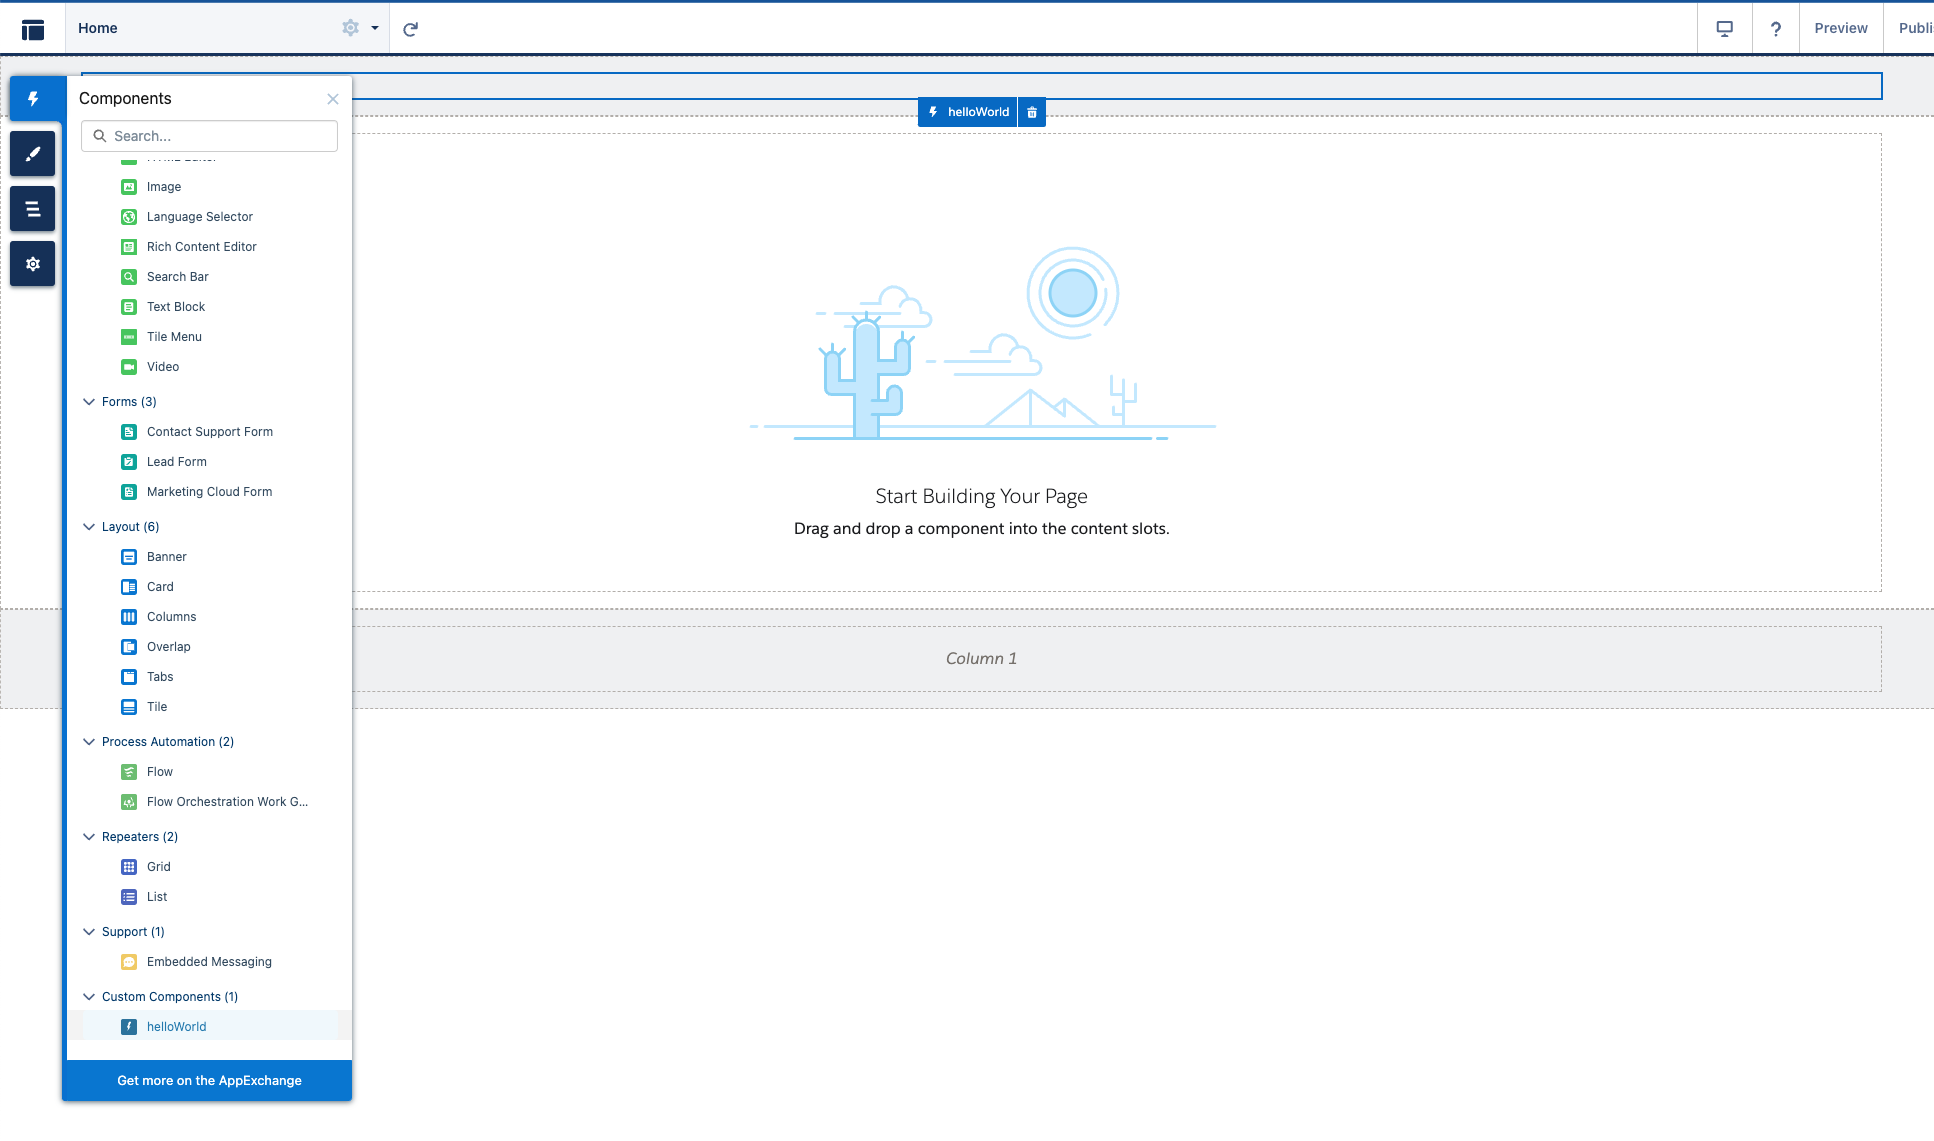 Home
?
Preview
Publi
Components
helloWorld
Search...
HTML Editor
Image
Language Selector
Rich Content Editor
Search Bar
Text Block
Tile Menu
Video
Forms (3)
Contact Support Form
Lead Form
Marketing Cloud Form
Start Building Your Page
Drag and drop a component into the content slots.
Layout (6)
Banner
Card
Columns
Overlap
Column 1
Tabs
Tile
Process Automation (2)
Flow
Flow Orchestration Work G...
Repeaters (2)
Grid
List
Support (1)
Embedded Messaging
Custom Components (1)
helloWorld
Get more on the AppExchange